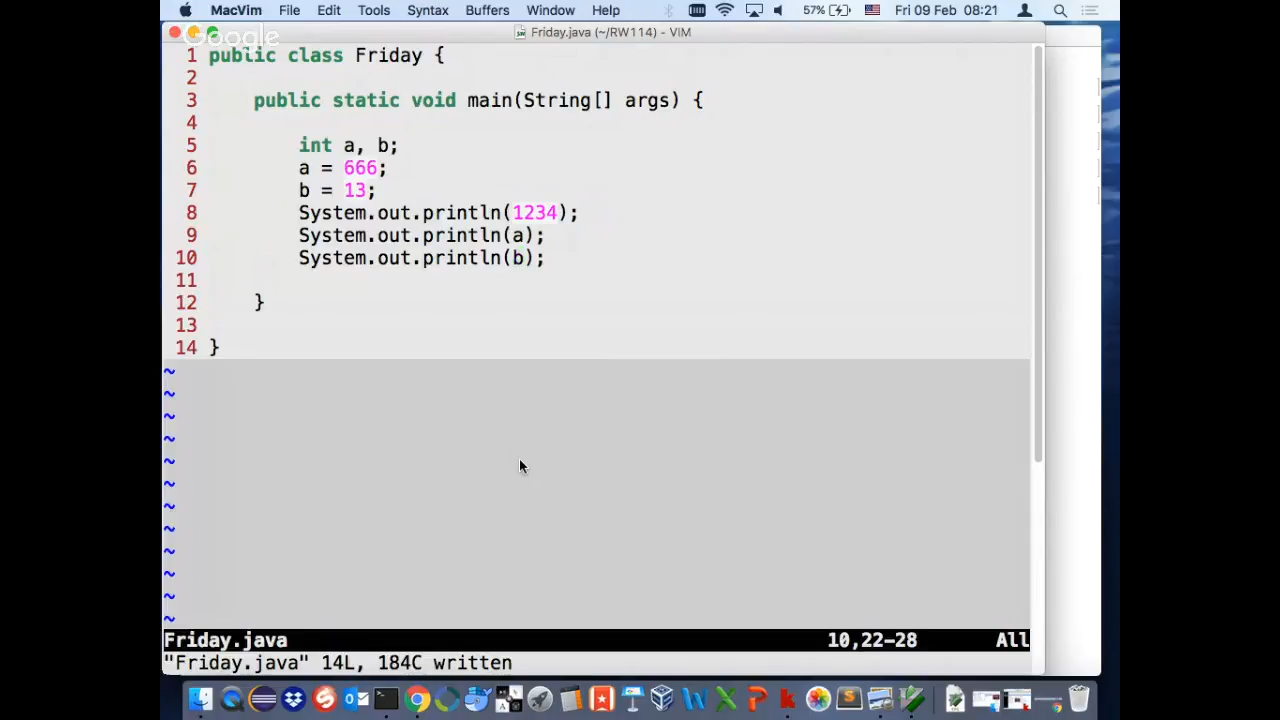 MacVim File Edit Tools Syntax Buffers Window Help 57% Fri 09 Feb 08:21
Google
Friday.java (~/RW114) - VIM
1 public class Friday {
2
3 public static void main(String[] args) {
4
5 int a, b;
6 a = 666;
7 b = 13;
8 System.out.println(1234);
9 System.out.println(a);
10 System.out.println(b);
11
12 }
13
14 }
~
~
~
~
~
~
~
~
~
~
~
~
Friday.java 10,22-28 All
"Friday.java" 14L, 184C written